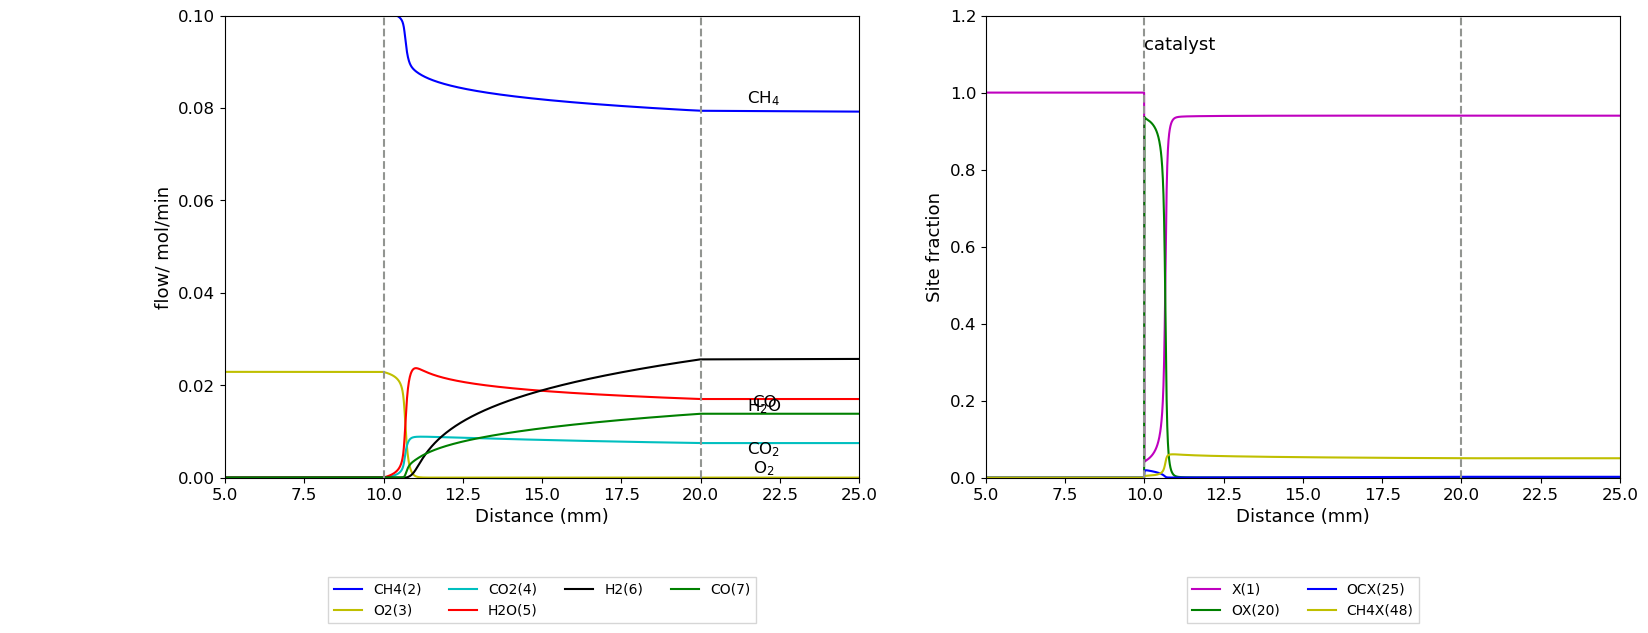 0.10
0.08
0.06
0.04
0.02
0.00
flow/ mol/min
5.0 7.5 10.0 12.5 15.0 17.5 20.0 22.5 25.0
Distance (mm)
CH₄
CO
H₂O
CO₂
O₂
CH4(2) CO2(4) H2(6) CO(7)
O2(3) H2O(5)
1.2
1.0
0.8
0.6
0.4
0.2
0.0
Site fraction
catalyst
5.0 7.5 10.0 12.5 15.0 17.5 20.0 22.5 25.0
Distance (mm)
X(1) OCX(25)
OX(20) CH4X(48)